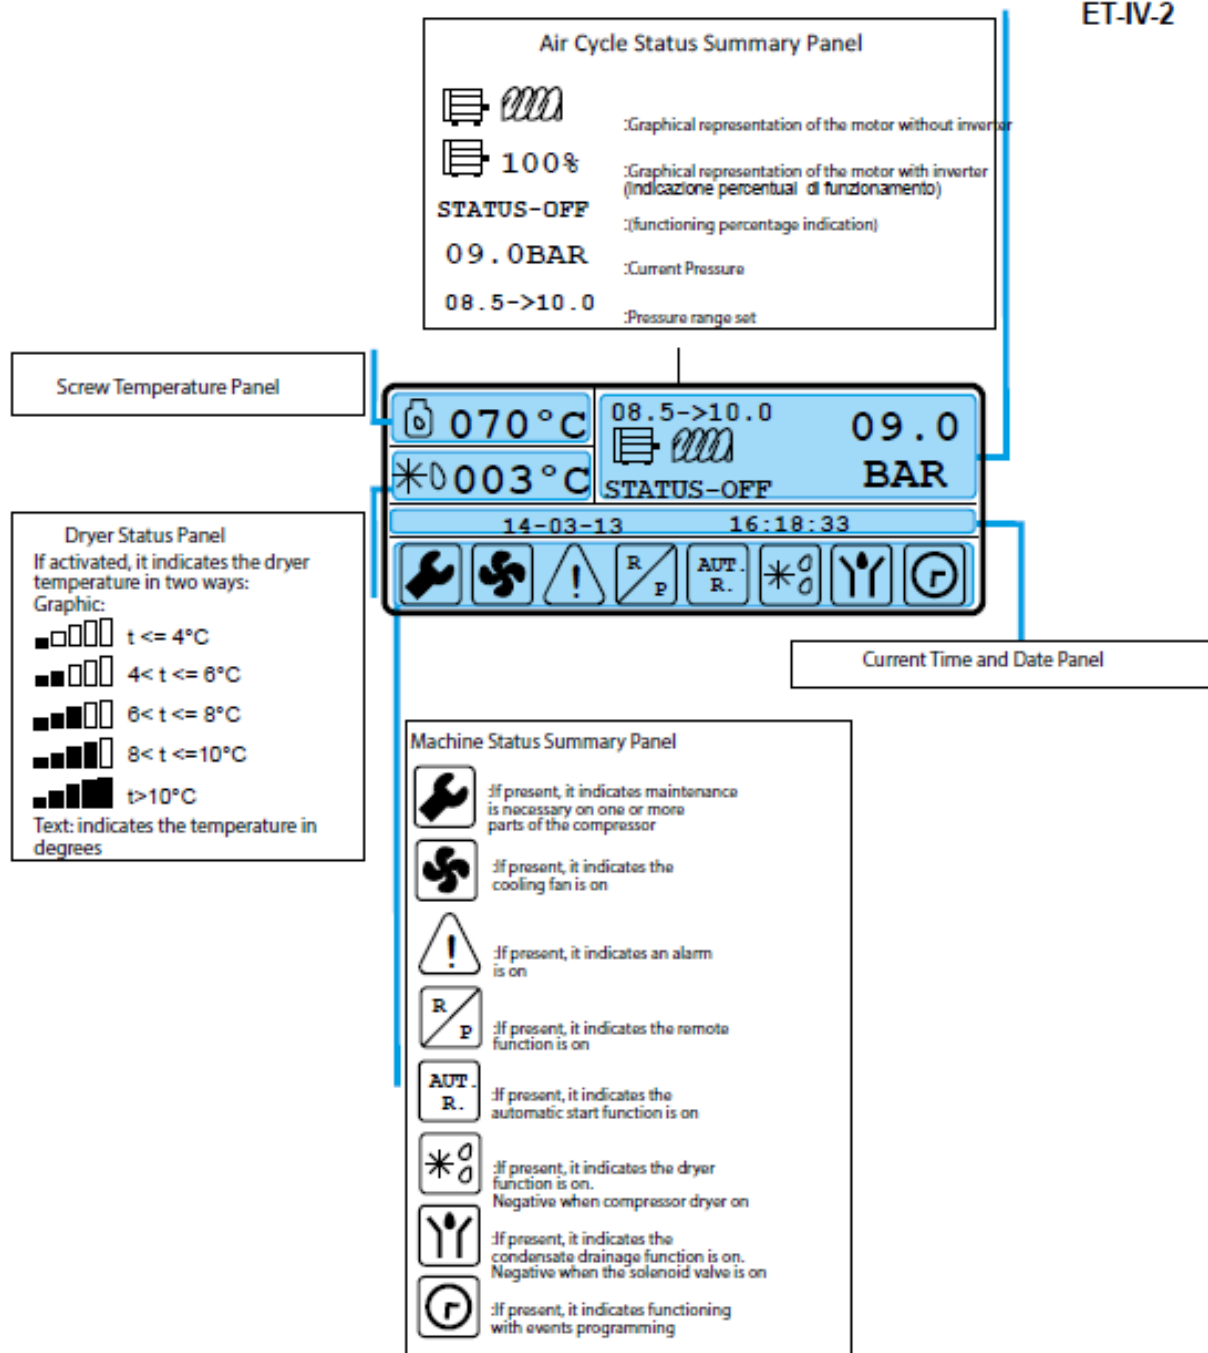 ET-IV-2
Air Cycle Status Summary Panel
:Graphical representation of the motor without inverter
100%
:Graphical representation of the motor with inverter
(Indicazione percentual di funzionamento)
STATUS-OFF
:(functioning percentage indication)
09.0BAR
:Current Pressure
08.5->10.0
:Pressure range set
Screw Temperature Panel
070°C
003°C
08.5->10.0
STATUS-OFF
09.0
BAR
14-03-13 16:18:33
R/P
AUT.
R.
Dryer Status Panel
If activated, it indicates the dryer
temperature in two ways:
Graphic:
t <= 4°C
4< t <= 6°C
6< t <= 8°C
8< t <=10°C
t>10°C
Text: indicates the temperature in
degrees
Current Time and Date Panel
Machine Status Summary Panel
:If present, it indicates maintenance
is necessary on one or more
parts of the compressor
:If present, it indicates the
cooling fan is on
!
:If present, it indicates an alarm
is on
R/P
:If present, it indicates the remote
function is on
AUT.
R.
:If present, it indicates the
automatic start function is on
:If present, it indicates the dryer
function is on.
Negative when compressor dryer on
:If present, it indicates the
condensate drainage function is on.
Negative when the solenoid valve is on
:If present, it indicates functioning
with events programming